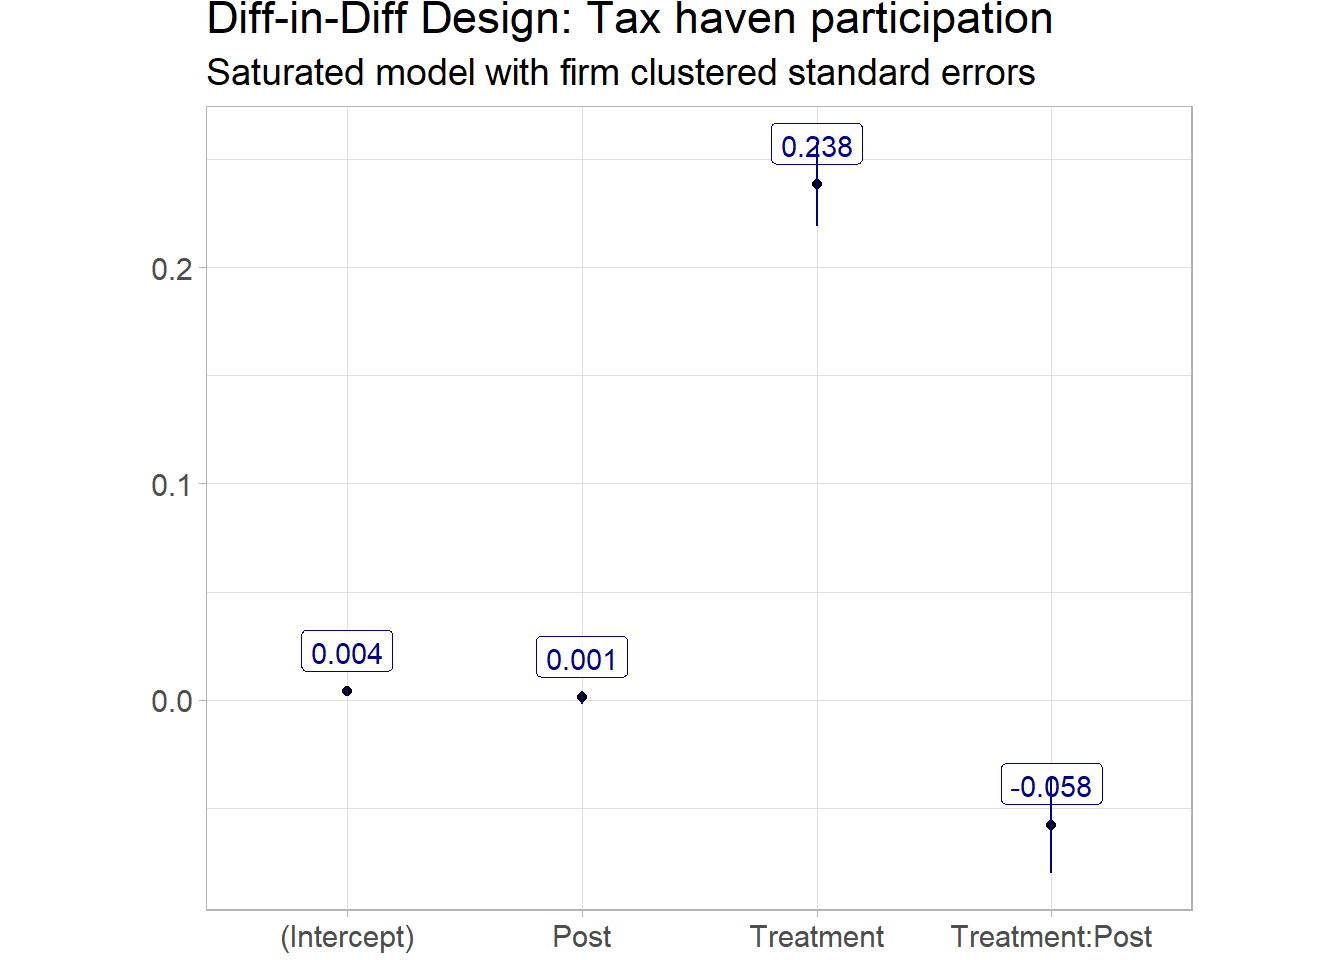 Diff-in-Diff Design: Tax haven participation
Saturated model with firm clustered standard errors
0.238
0.2
0.1
0.004
0.001
0.0
-0.058
(Intercept)
Post
Treatment
Treatment:Post